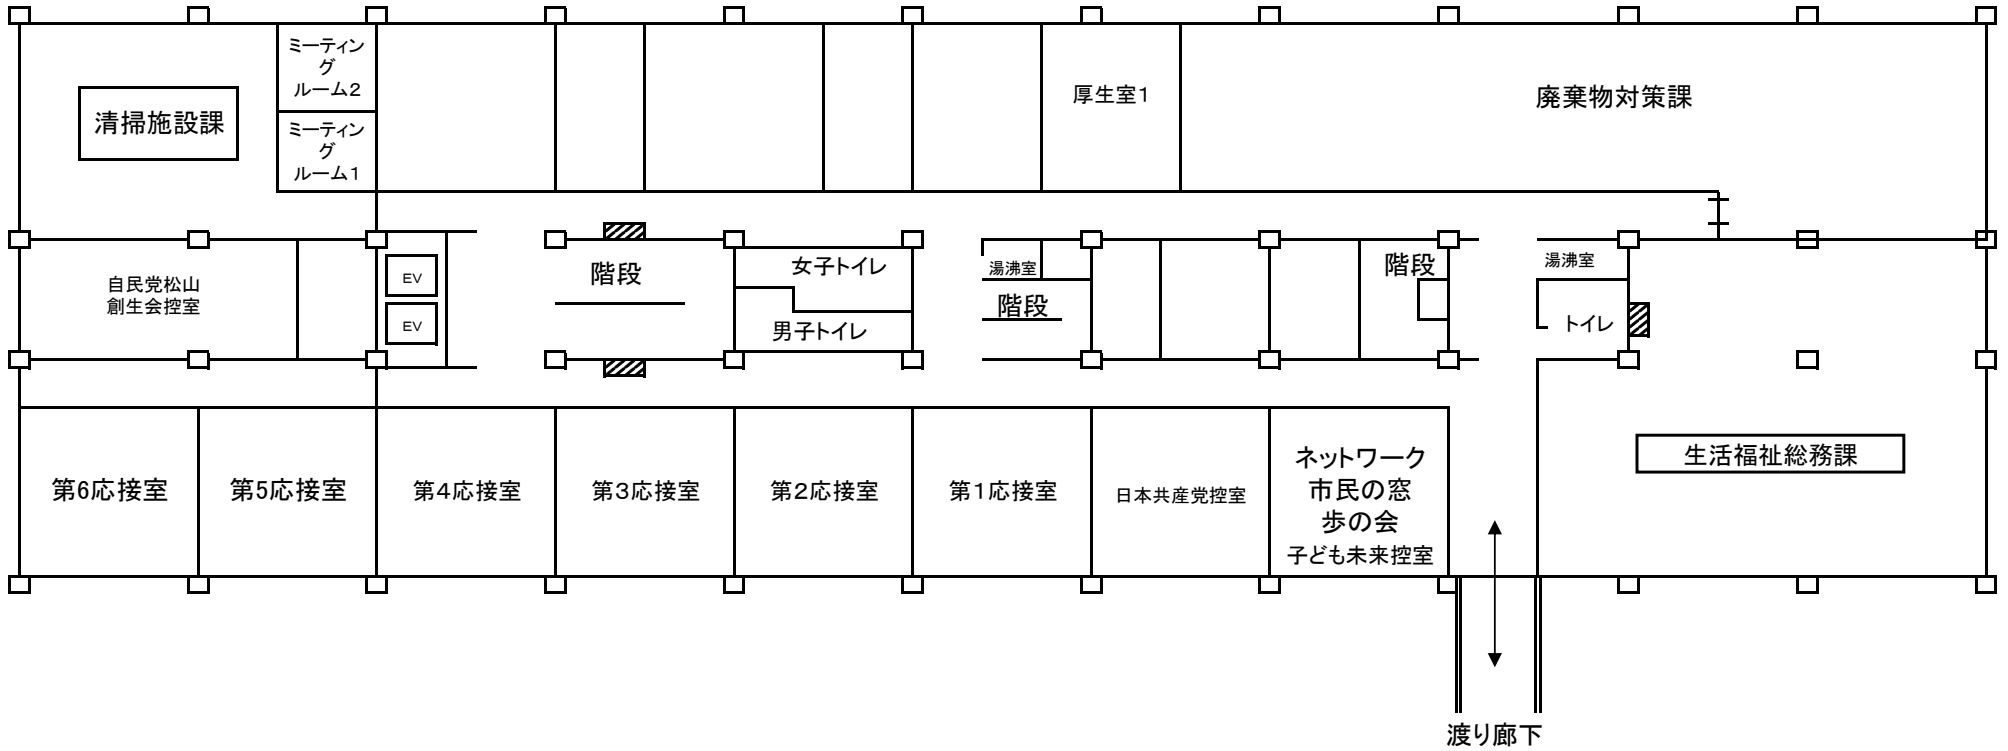 ミーティン
グ
ルーム2
清掃施設課
ミーティン
グ
ルーム1
厚生室1
廃棄物対策課
自民党松山
創生会控室
EV
EV
階段
女子トイレ
男子トイレ
湯沸室
階段
階段
湯沸室
トイレ
第6応接室
第5応接室
第4応接室
第3応接室
第2応接室
第1応接室
日本共産党控室
ネットワーク
市民の窓
歩の会
子ども未来控室
生活福祉総務課
渡り廊下